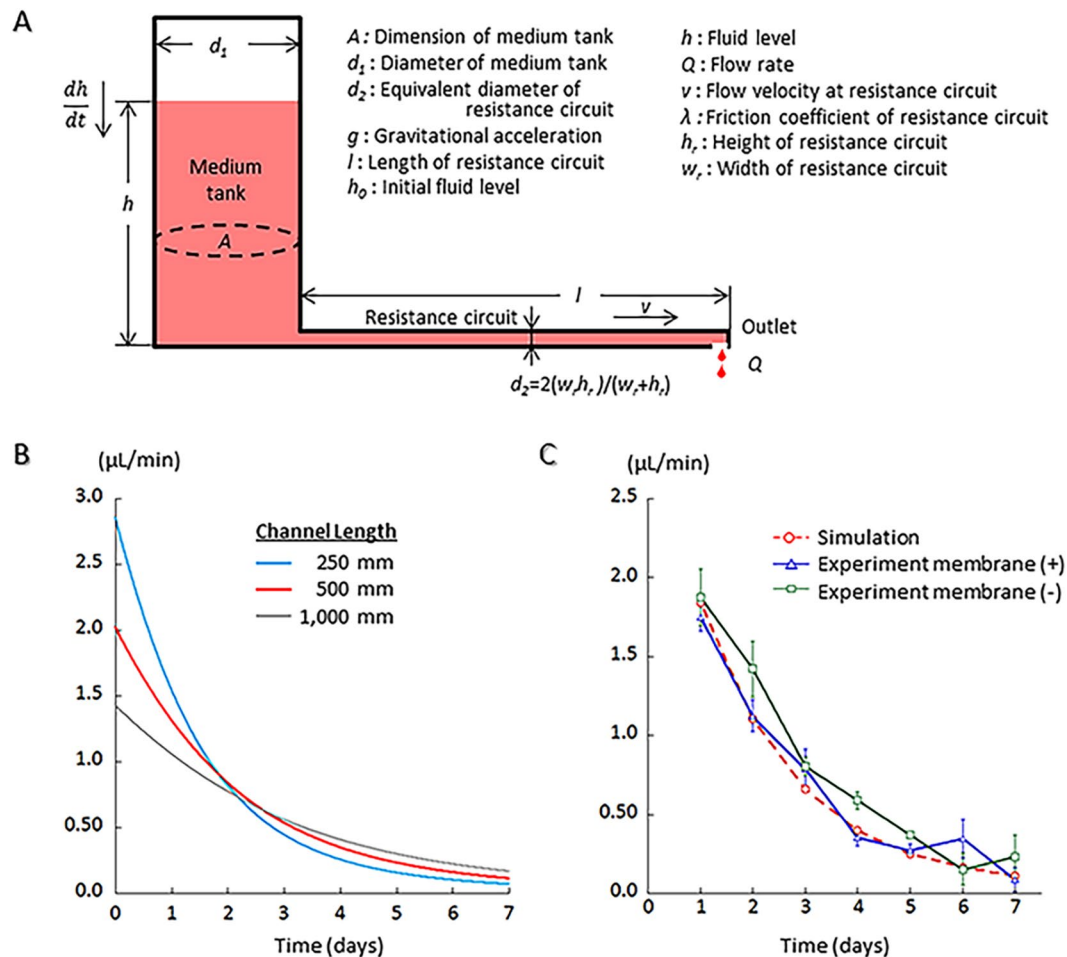 A
d₁
dh
dt
h
Medium
tank
A
A : Dimension of medium tank
d₁ : Diameter of medium tank
d₂ : Equivalent diameter of
resistance circuit
g : Gravitational acceleration
l : Length of resistance circuit
h₀ : Initial fluid level
h : Fluid level
Q : Flow rate
v : Flow velocity at resistance circuit
λ : Friction coefficient of resistance circuit
hᵣ : Height of resistance circuit
wᵣ : Width of resistance circuit
l
Resistance circuit
v
Outlet
Q
d₂=2(wᵣhᵣ)/(wᵣ+hᵣ)
B
(μL/min)
3.0
2.5
2.0
1.5
1.0
0.50
0.0
0 1 2 3 4 5 6 7
Time (days)
Channel Length
250 mm
500 mm
1,000 mm
C
(μL/min)
2.5
2.0
1.5
1.0
0.50
0.0
0 1 2 3 4 5 6 7
Time (days)
Simulation
Experiment membrane (+)
Experiment membrane (-)